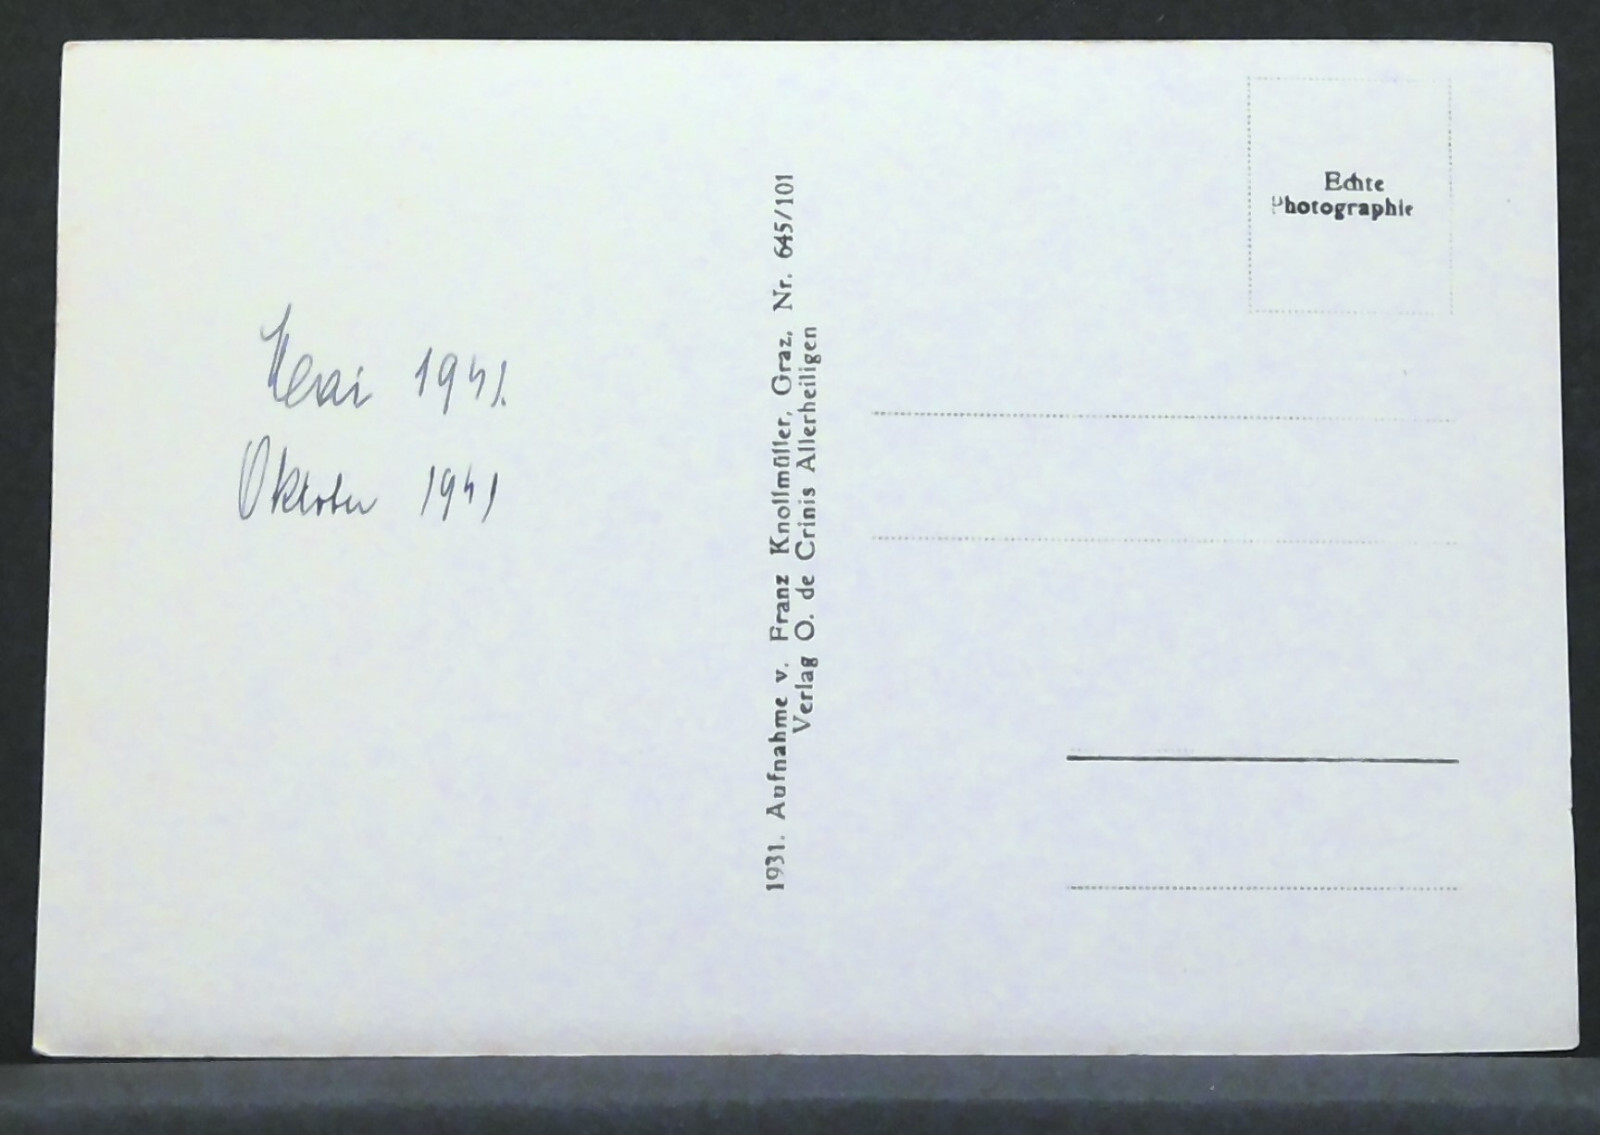 Mai 1941.
Oktober 1941
1931. Aufnahme v. Franz Knollmüller, Graz, Nr. 645/101
Verlag O. de Crinis Allerheiligen
Echte
Photographie